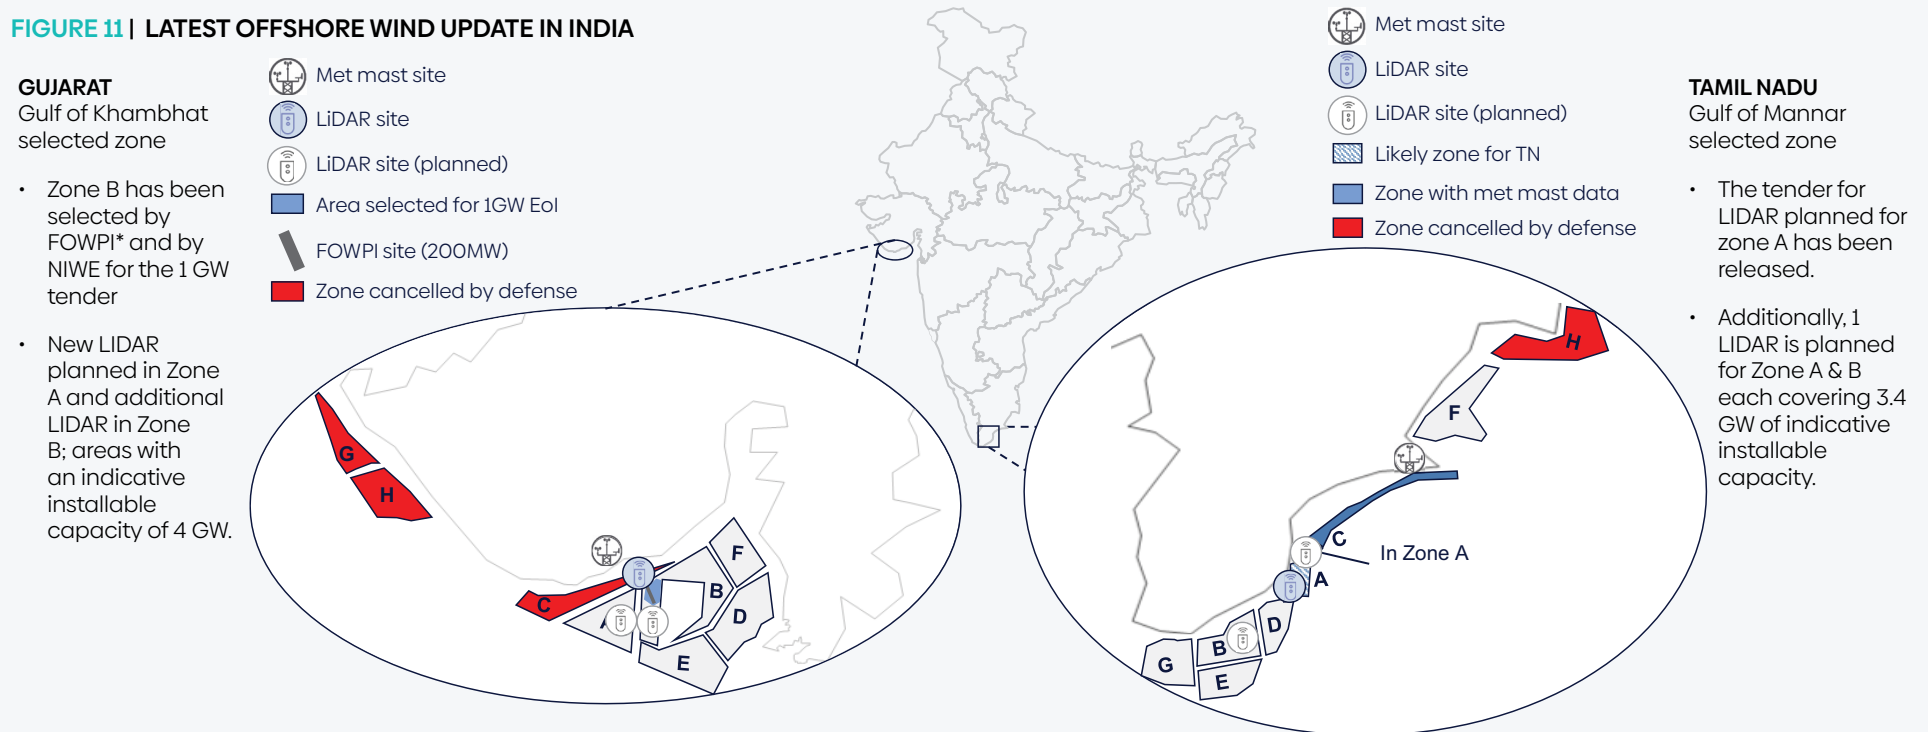 FIGURE 11 | LATEST OFFSHORE WIND UPDATE IN INDIA
GUJARAT
Gulf of Khambhat
selected zone
• Zone B has been
selected by
FOWPI* and by
NIWE for the 1 GW
tender
• New LIDAR
planned in Zone
A and additional
LIDAR in Zone
B; areas with
an indicative
installable
capacity of 4 GW.
Met mast site
LiDAR site
LiDAR site (planned)
Area selected for 1GW EoI
FOWPI site (200MW)
Zone cancelled by defense
G
H
C
A
B
F
D
E
Met mast site
LiDAR site
LiDAR site (planned)
Likely zone for TN
Zone with met mast data
Zone cancelled by defense
H
F
C
In Zone A
A
D
B
G
E
TAMIL NADU
Gulf of Mannar
selected zone
• The tender for
LIDAR planned for
zone A has been
released.
• Additionally, 1
LIDAR is planned
for Zone A & B
each covering 3.4
GW of indicative
installable
capacity.